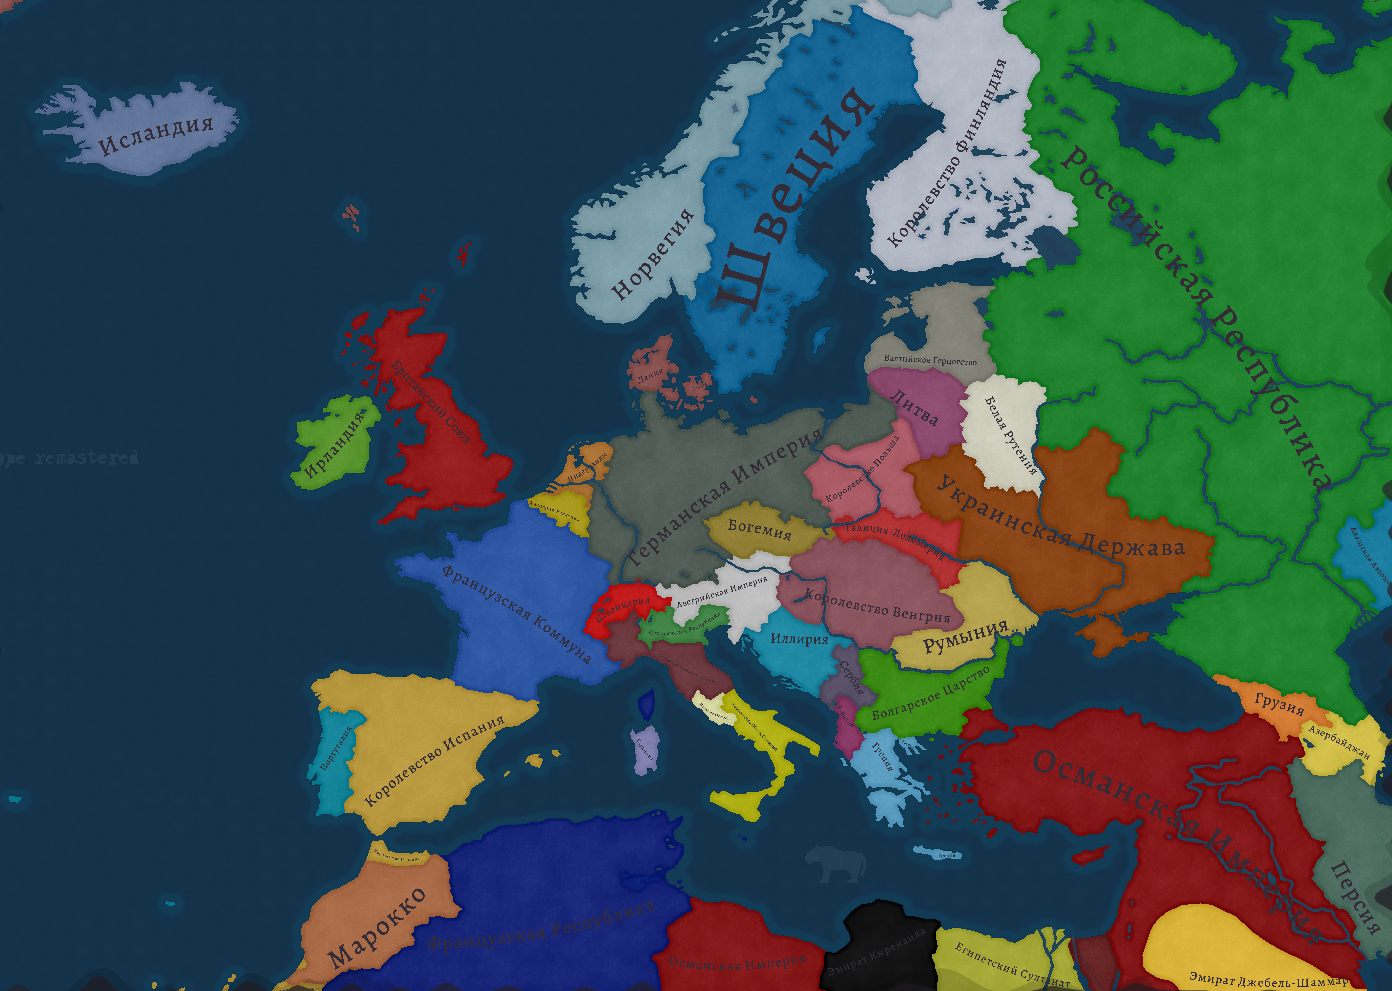 Исландия
Швеция
Норвегия
Королевство Финляндия
Российская Республика
Дания
Балтийское Герцогство
Литва
Белая Рутения
Ирландия
Британский Союз
ope remastered
Германская Империя
Королевство Польша
Украинская Держава
Богемия
Галиция-Лодомерия
Французская Коммуна
Швейцария
Австрийская Империя
Королевство Венгрия
Румыния
Иллирия
Сербия
Болгарское Царство
Грузия
Азербайджан
Королевство Испания
Португалия
Греция
Османская Империя
Персия
Марокко
Французская Республика
Османская Империя
Эмират Киренаика
Египетский Султанат
Эмират Джебель-Шаммар